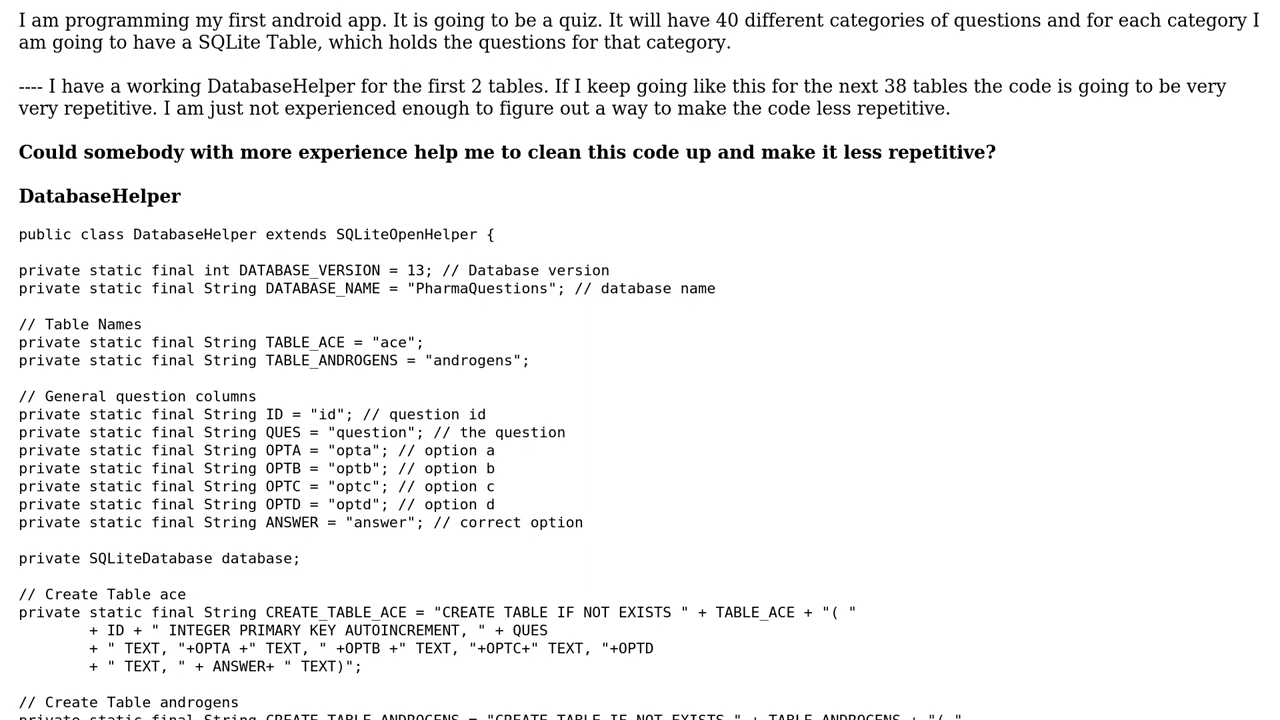 I am programming my first android app. It is going to be a quiz. It will have 40 different categories of questions and for each category I
am going to have a SQLite Table, which holds the questions for that category.
---- I have a working DatabaseHelper for the first 2 tables. If I keep going like this for the next 38 tables the code is going to be very
very repetitive. I am just not experienced enough to figure out a way to make the code less repetitive.
Could somebody with more experience help me to clean this code up and make it less repetitive?
DatabaseHelper
public class DatabaseHelper extends SQLiteOpenHelper {
private static final int DATABASE_VERSION = 13; // Database version
private static final String DATABASE_NAME = "PharmaQuestions"; // database name
// Table Names
private static final String TABLE_ACE = "ace";
private static final String TABLE_ANDROGENS = "androgens";
// General question columns
private static final String ID = "id"; // question id
private static final String QUES = "question"; // the question
private static final String OPTA = "opta"; // option a
private static final String OPTB = "optb"; // option b
private static final String OPTC = "optc"; // option c
private static final String OPTD = "optd"; // option d
private static final String ANSWER = "answer"; // correct option
private SQLiteDatabase database;
// Create Table ace
private static final String CREATE_TABLE_ACE = "CREATE TABLE IF NOT EXISTS " + TABLE_ACE + "( "
        + ID + " INTEGER PRIMARY KEY AUTOINCREMENT, " + QUES
        + " TEXT, "+OPTA +" TEXT, " +OPTB +" TEXT, "+OPTC+" TEXT, "+OPTD
        + " TEXT, " + ANSWER+ " TEXT)";
// Create Table androgens
private static final String CREATE_TABLE_ANDROGENS = "CREATE TABLE IF NOT EXISTS " + TABLE_ANDROGENS + "( "